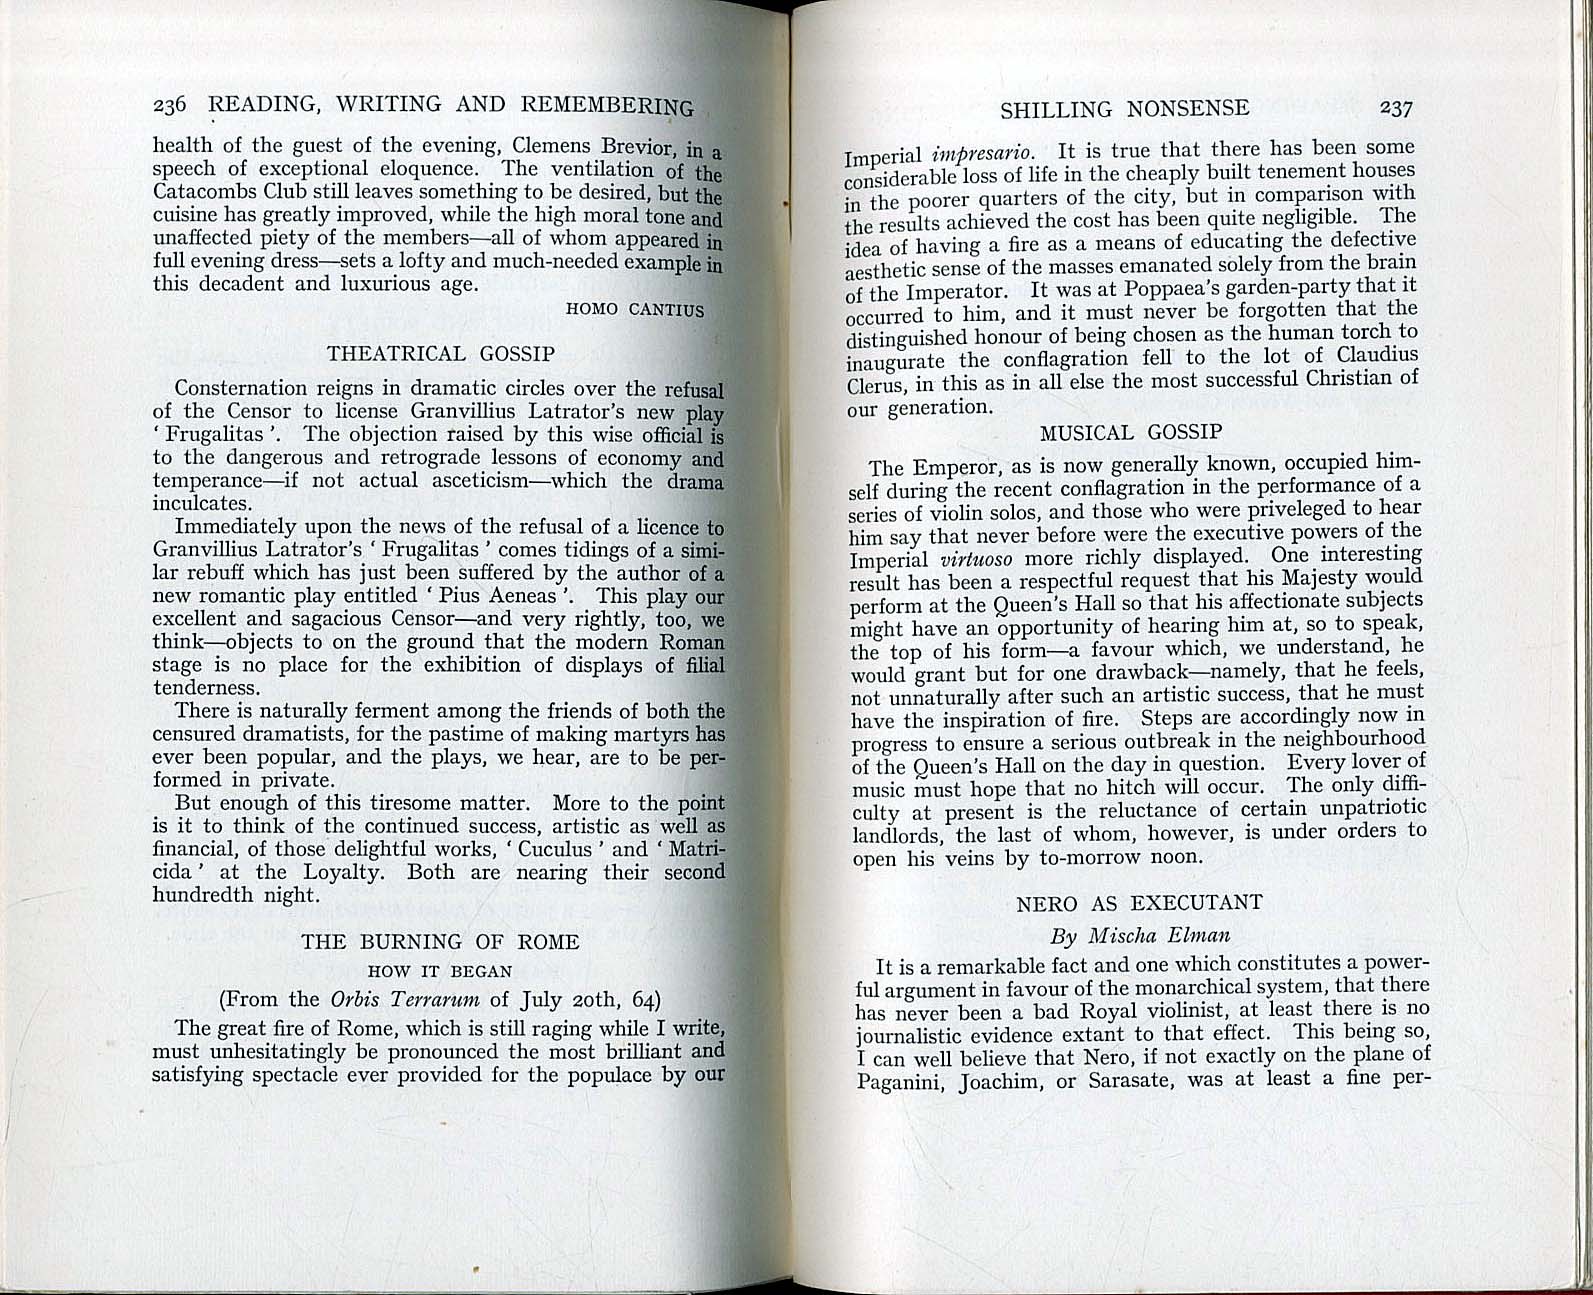 236 READING, WRITING AND REMEMBERING
health of the guest of the evening, Clemens Brevior, in a
speech of exceptional eloquence. The ventilation of the
Catacombs Club still leaves something to be desired, but the
cuisine has greatly improved, while the high moral tone and
unaffected piety of the members—all of whom appeared in
full evening dress—sets a lofty and much-needed example in
this decadent and luxurious age.
HOMO CANTIUS
THEATRICAL GOSSIP
Consternation reigns in dramatic circles over the refusal
of the Censor to license Granvillius Latrator's new play
‘ Frugalitas ’. The objection raised by this wise official is
to the dangerous and retrograde lessons of economy and
temperance—if not actual asceticism—which the drama
inculcates.
Immediately upon the news of the refusal of a licence to
Granvillius Latrator's ‘ Frugalitas ’ comes tidings of a simi-
lar rebuff which has just been suffered by the author of a
new romantic play entitled ‘ Pius Aeneas ’. This play our
excellent and sagacious Censor—and very rightly, too, we
think—objects to on the ground that the modern Roman
stage is no place for the exhibition of displays of filial
tenderness.
There is naturally ferment among the friends of both the
censured dramatists, for the pastime of making martyrs has
ever been popular, and the plays, we hear, are to be per-
formed in private.
But enough of this tiresome matter. More to the point
is it to think of the continued success, artistic as well as
financial, of those delightful works, ‘ Cuculus ’ and ‘ Matri-
cida ’ at the Loyalty. Both are nearing their second
hundredth night.
THE BURNING OF ROME
HOW IT BEGAN
(From the Orbis Terrarum of July 20th, 64)
The great fire of Rome, which is still raging while I write,
must unhesitatingly be pronounced the most brilliant and
satisfying spectacle ever provided for the populace by our
SHILLING NONSENSE 237
Imperial impresario. It is true that there has been some
considerable loss of life in the cheaply built tenement houses
in the poorer quarters of the city, but in comparison with
the results achieved the cost has been quite negligible. The
idea of having a fire as a means of educating the defective
aesthetic sense of the masses emanated solely from the brain
of the Imperator. It was at Poppaea's garden-party that it
occurred to him, and it must never be forgotten that the
distinguished honour of being chosen as the human torch to
inaugurate the conflagration fell to the lot of Claudius
Clerus, in this as in all else the most successful Christian of
our generation.
MUSICAL GOSSIP
The Emperor, as is now generally known, occupied him-
self during the recent conflagration in the performance of a
series of violin solos, and those who were priveleged to hear
him say that never before were the executive powers of the
Imperial virtuoso more richly displayed. One interesting
result has been a respectful request that his Majesty would
perform at the Queen's Hall so that his affectionate subjects
might have an opportunity of hearing him at, so to speak,
the top of his form—a favour which, we understand, he
would grant but for one drawback—namely, that he feels,
not unnaturally after such an artistic success, that he must
have the inspiration of fire. Steps are accordingly now in
progress to ensure a serious outbreak in the neighbourhood
of the Queen's Hall on the day in question. Every lover of
music must hope that no hitch will occur. The only diffi-
culty at present is the reluctance of certain unpatriotic
landlords, the last of whom, however, is under orders to
open his veins by to-morrow noon.
NERO AS EXECUTANT
By Mischa Elman
It is a remarkable fact and one which constitutes a power-
ful argument in favour of the monarchical system, that there
has never been a bad Royal violinist, at least there is no
journalistic evidence extant to that effect. This being so,
I can well believe that Nero, if not exactly on the plane of
Paganini, Joachim, or Sarasate, was at least a fine per-